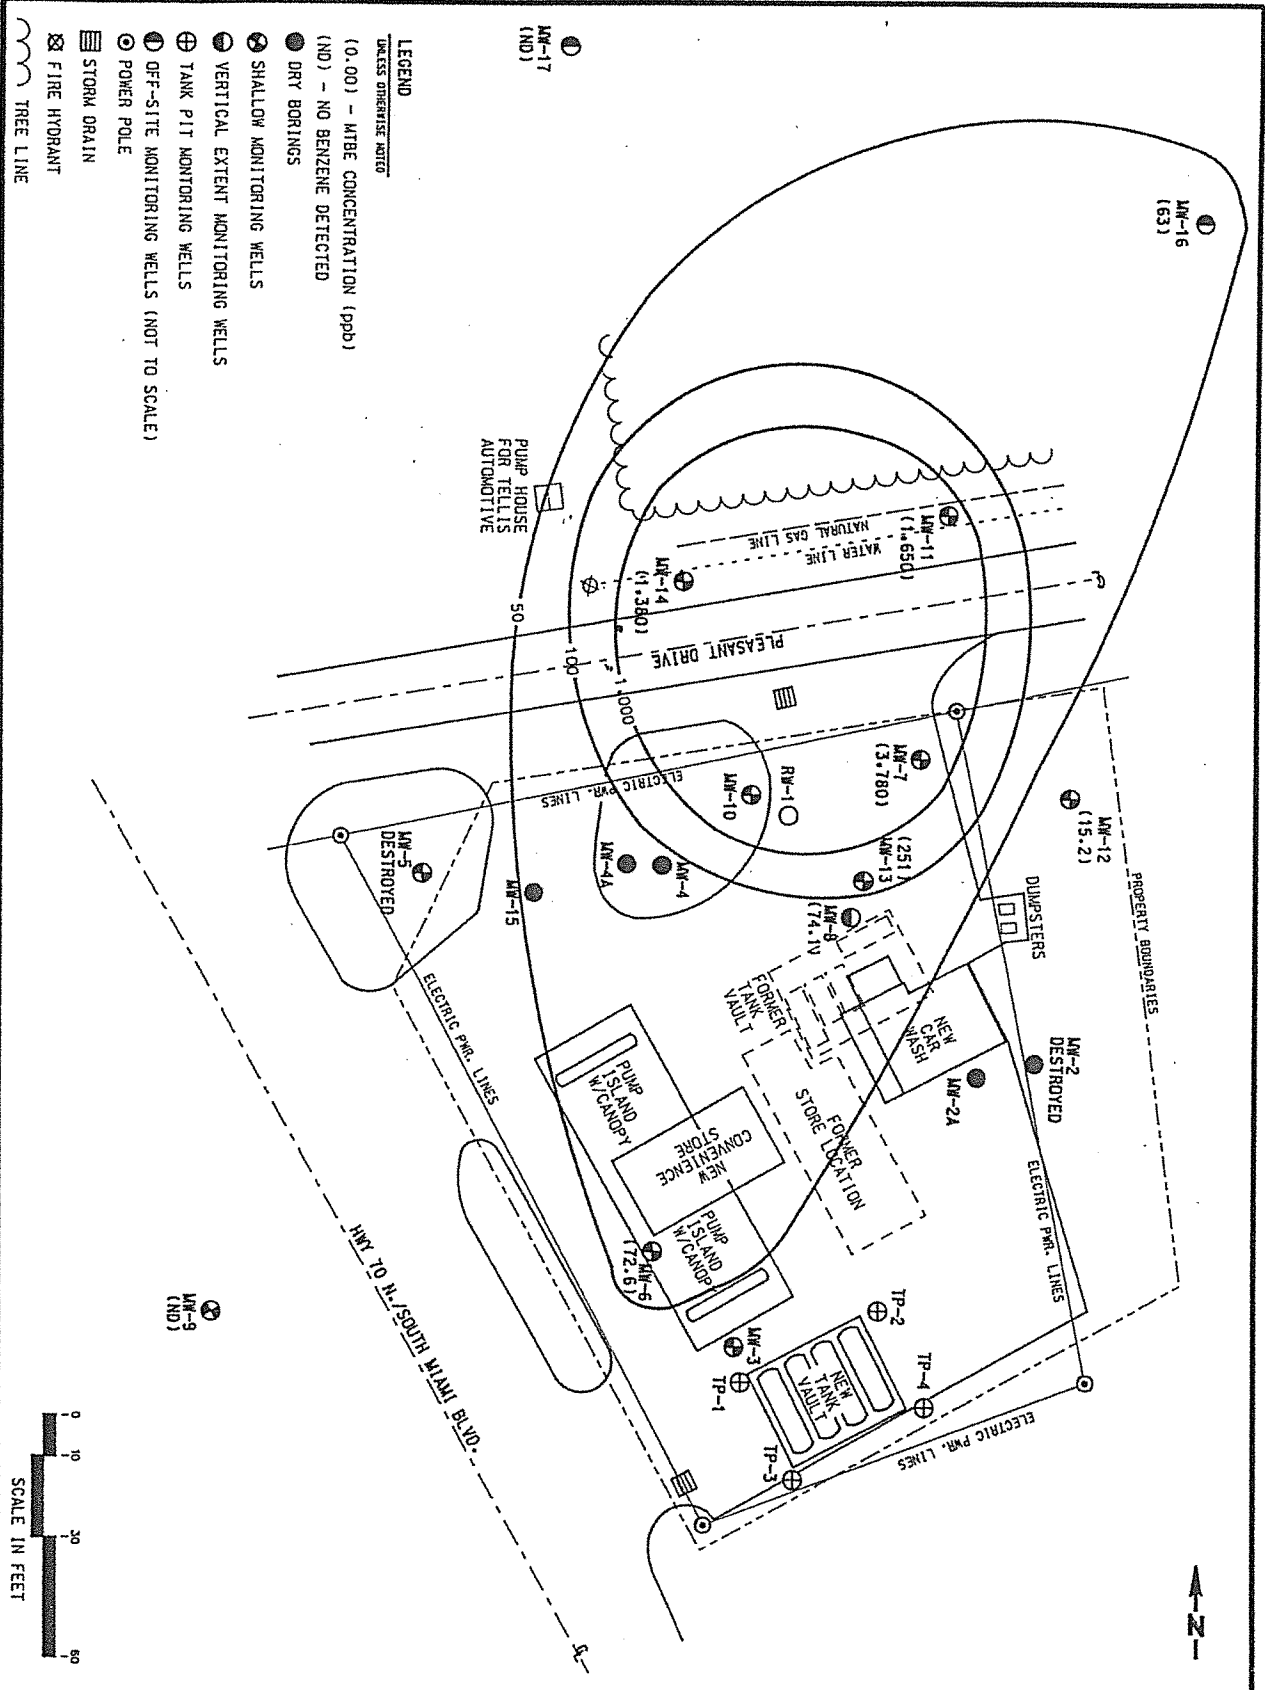 MW-17
(ND)
MW-16
(63)
LEGEND
UNLESS OTHERWISE NOTED
(0.00) - MTBE CONCENTRATION (ppb)
(ND) - NO BENZENE DETECTED
DRY BORINGS
SHALLOW MONITORING WELLS
VERTICAL EXTENT MONITORING WELLS
TANK PIT MONTORING WELLS
OFF-SITE MONITORING WELLS (NOT TO SCALE)
POWER POLE
STORM DRAIN
FIRE HYDRANT
TREE LINE
PUMP HOUSE
FOR TELLIS
AUTOMOTIVE
MW-11
(1,650)
NATURAL GAS LINE
WATER LINE
MW-14
(1,380)
PLEASANT DRIVE
50
100
1,000
MW-7
(3,780)
RW-1
MW-10
ELECTRIC PWR. LINES
MW-12
(15.2)
(251)
MW-13
MW-8
(74.1)
MW-4
MW-4A
MW-15
MW-5
DESTROYED
DUMPSTERS
PROPERTY BOUNDARIES
FORMER
TANK
VAULT
NEW
CAR
WASH
MW-2
DESTROYED
MW-2A
FORMER
STORE LOCATION
ELECTRIC PWR. LINES
PUMP
ISLAND
W/CANOPY
NEW
CONVENIENCE
STORE
PUMP
ISLAND
W/CANOPY
MW-6
(72.6)
ELECTRIC PWR. LINES
MW-3
TP-1
TP-2
TP-3
TP-4
NEW
TANK
VAULT
ELECTRIC PWR. LINES
HWY 70 N./SOUTH MIAMI BLVD.
MW-9
(ND)
N
0
10
30
60
SCALE IN FEET